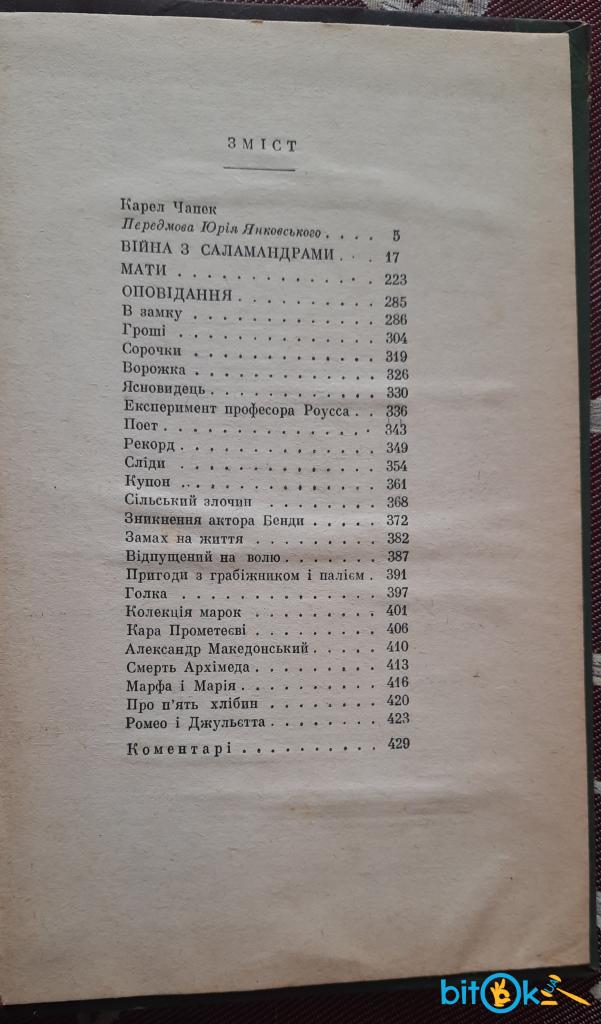 ЗМІСТ
Карел Чапек
Передмова Юрія Янковського . . . . 5
ВІЙНА З САЛАМАНДРАМИ . . . 17
МАТИ . . . . . . . . . . . . . 223
ОПОВІДАННЯ . . . . . . . . . . 285
В замку . . . . . . . . . . . . 286
Гроші . . . . . . . . . . . . . 304
Сорочки . . . . . . . . . . . . 319
Ворожка . . . . . . . . . . . . 326
Ясновидець . . . . . . . . . . . 330
Експеримент професора Роусса . . 336
Поет . . . . . . . . . . . . . . 343
Рекорд . . . . . . . . . . . . . 349
Сліди . . . . . . . . . . . . . 354
Купон . . . . . . . . . . . . . 361
Сільський злочин . . . . . . . . 368
Зникнення актора Бенди . . . . . 372
Замах на життя . . . . . . . . . 382
Відпущений на волю . . . . . . . 387
Пригоди з грабіжником і палієм . 391
Голка . . . . . . . . . . . . . 397
Колекція марок . . . . . . . . . 401
Кара Прометеєві . . . . . . . . 406
Александр Македонський . . . . . 410
Смерть Архімеда . . . . . . . . 413
Марфа і Марія . . . . . . . . . 416
Про п'ять хлібин . . . . . . . . 420
Ромео і Джульєтта . . . . . . . 423
Коментарі . . . . . . . . . . 429
bitok.ua